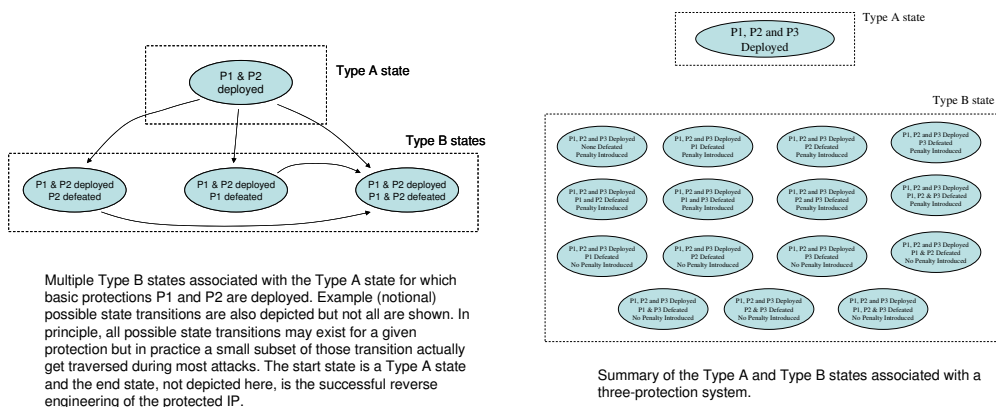 P1 & P2
deployed
Type A state
Type B states
P1 & P2 deployed
P2 defeated
P1 & P2 deployed
P1 defeated
P1 & P2 deployed
P1 & P2 defeated
Multiple Type B states associated with the Type A state for which
basic protections P1 and P2 are deployed. Example (notional)
possible state transitions are also depicted but not all are shown. In
principle, all possible state transitions may exist for a given
protection but in practice a small subset of those transition actually
get traversed during most attacks. The start state is a Type A state
and the end state, not depicted here, is the successful reverse
engineering of the protected IP.
Type A state
P1, P2 and P3
Deployed
Type B state
P1, P2 and P3 Deployed
None Defeated
Penalty Introduced
P1, P2 and P3 Deployed
P1 Defeated
Penalty Introduced
P1, P2 and P3 Deployed
P2 Defeated
Penalty Introduced
P1, P2 and P3 Deployed
P3 Defeated
Penalty Introduced
P1, P2 and P3 Deployed
P1 and P2 Defeated
Penalty Introduced
P1, P2 and P3 Deployed
P1 and P3 Defeated
Penalty Introduced
P1, P2 and P3 Deployed
P2 and P3 Defeated
Penalty Introduced
P1, P2 and P3 Deployed
P1, P2 & P3 Defeated
Penalty Introduced
P1, P2 and P3 Deployed
P1 Defeated
No Penalty Introduced
P1, P2 and P3 Deployed
P2 Defeated
No Penalty Introduced
P1, P2 and P3 Deployed
P3 Defeated
No Penalty Introduced
P1, P2 and P3 Deployed
P1 & P2 Defeated
No Penalty Introduced
P1, P2 and P3 Deployed
P1 & P3 Defeated
No Penalty Introduced
P1, P2 and P3 Deployed
P2 & P3 Defeated
No Penalty Introduced
P1, P2 and P3 Deployed
P1, P2 & P3 Defeated
No Penalty Introduced
Summary of the Type A and Type B states associated with a
three-protection system.